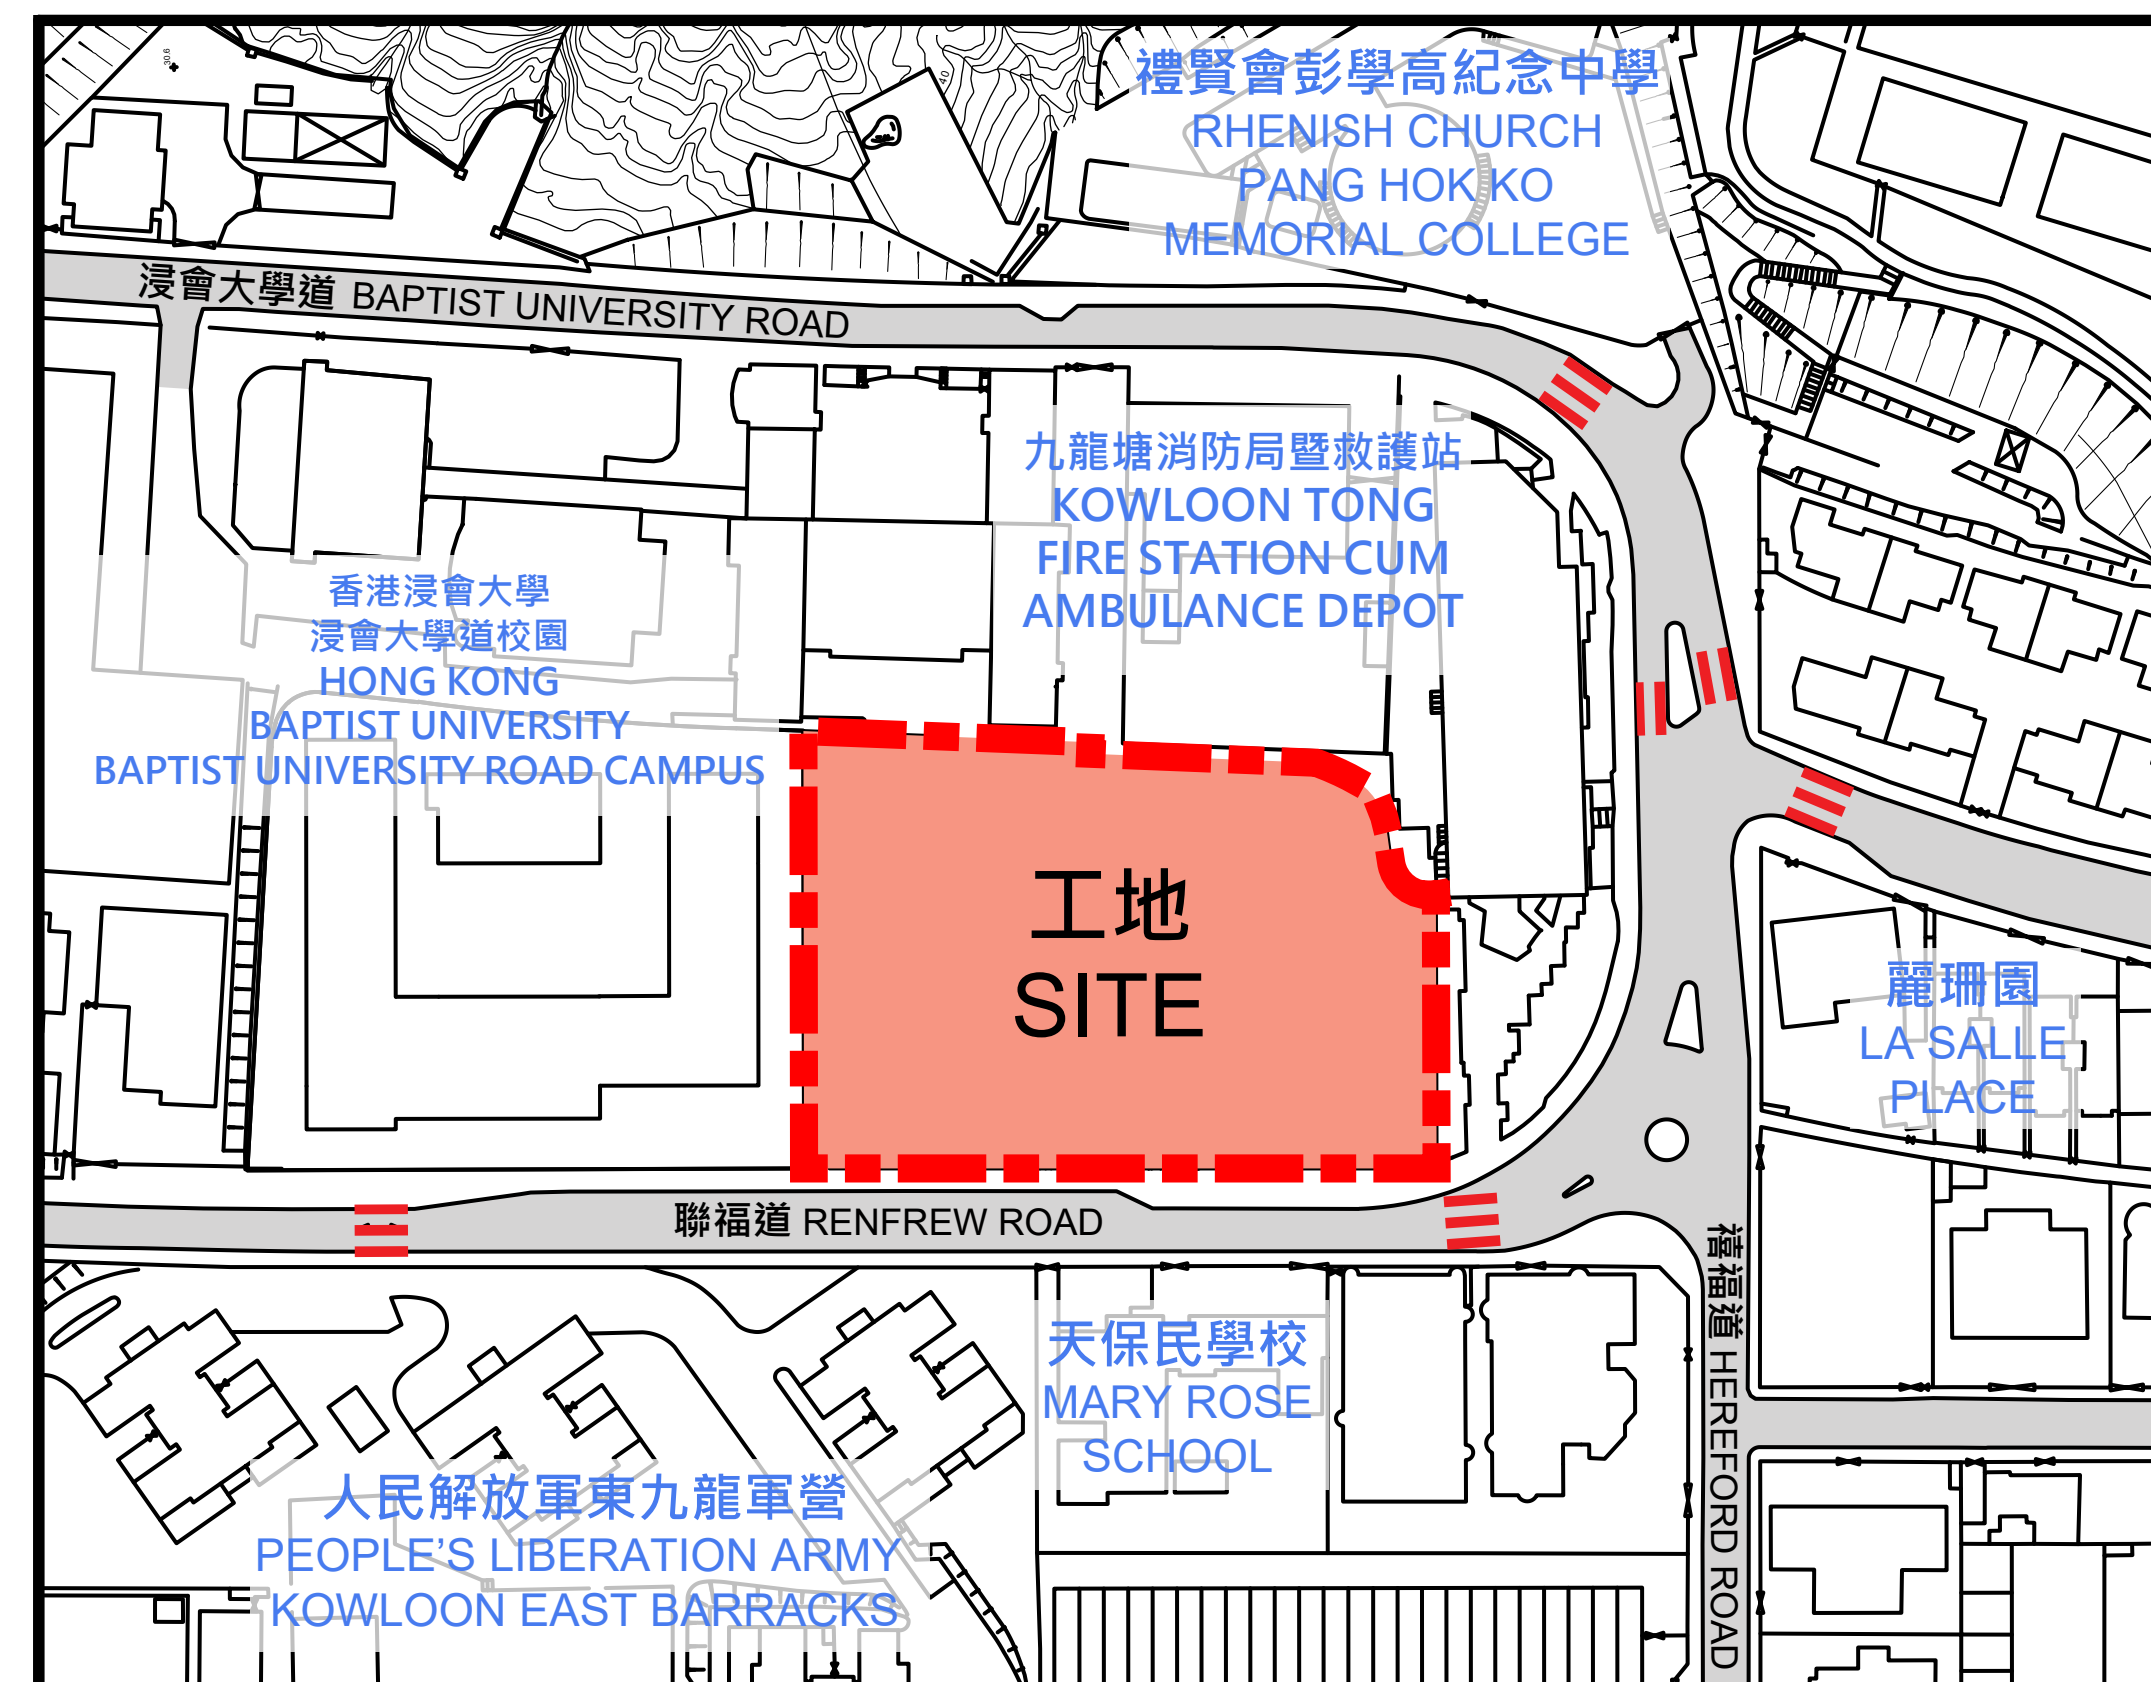 30.6
40
禮賢會彭學高紀念中學
RHENISH CHURCH
PANG HOK KO
MEMORIAL COLLEGE
浸會大學道 BAPTIST UNIVERSITY ROAD
九龍塘消防局暨救護站
KOWLOON TONG
FIRE STATION CUM
AMBULANCE DEPOT
香港浸會大學
浸會大學道校園
HONG KONG
BAPTIST UNIVERSITY
BAPTIST UNIVERSITY ROAD CAMPUS
工地
SITE
麗珊園
LA SALLE
PLACE
聯福道 RENFREW ROAD
禧福道 HEREFORD ROAD
天保民學校
MARY ROSE
SCHOOL
人民解放軍東九龍軍營
PEOPLE'S LIBERATION ARMY
KOWLOON EAST BARRACKS